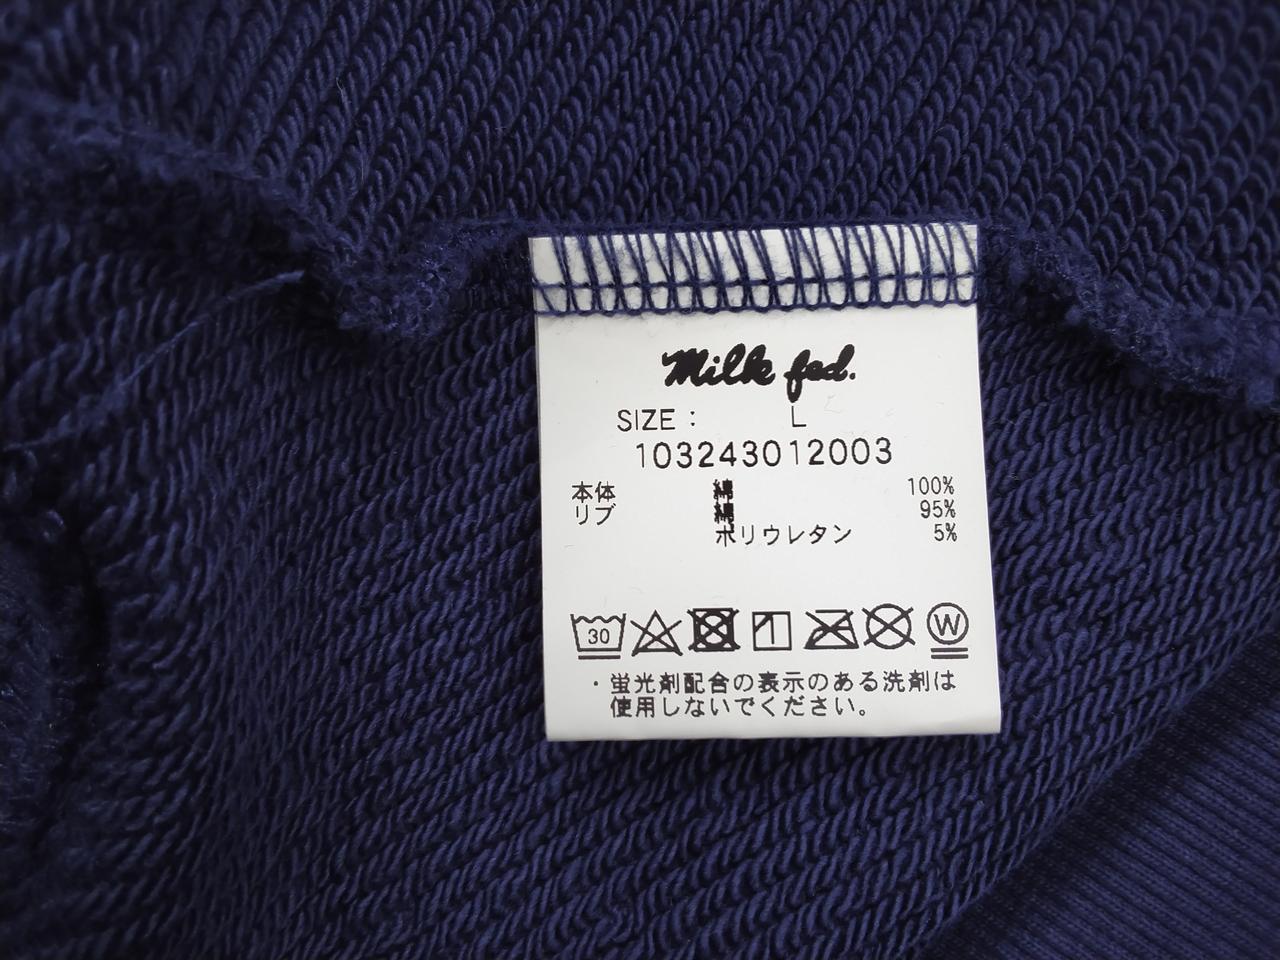 Milk fed.
SIZE : L
103243012003
本体 綿 100%
リブ 綿 95%
ポリウレタン 5%
30
W
・蛍光剤配合の表示のある洗剤は
使用しないでください。